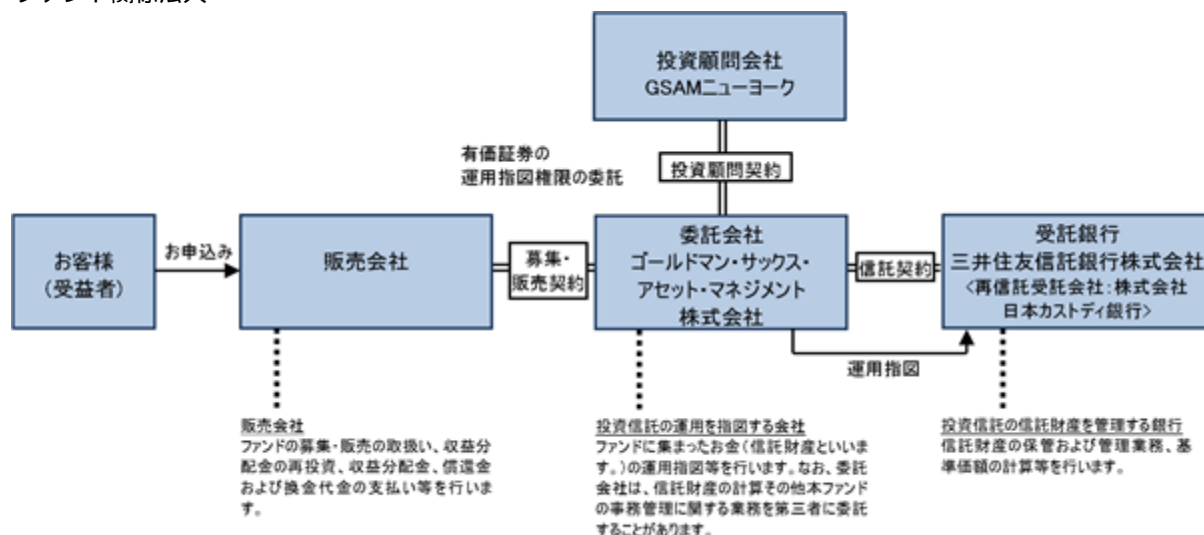 投資顧問会社
GSAMニューヨーク
有価証券の
運用指図権限の委託
投資顧問契約
お客様
（受益者）
お申込み
販売会社
募集・
販売契約
委託会社
ゴールドマン・サックス・
アセット・マネジメント
株式会社
信託契約
受託銀行
三井住友信託銀行株式会社
＜再信託受託会社：株式会社
日本カストディ銀行＞
運用指図
販売会社
ファンドの募集・販売の取扱い、収益分
配金の再投資、収益分配金、償還金
および換金代金の支払い等を行いま
す。
投資信託の運用を指図する会社
ファンドに集まったお金（信託財産といいま
す。）の運用指図等を行います。なお、委託
会社は、信託財産の計算その他本ファンド
の事務管理に関する業務を第三者に委託
することがあります。
投資信託の信託財産を管理する銀行
信託財産の保管および管理業務、基
準価額の計算等を行います。